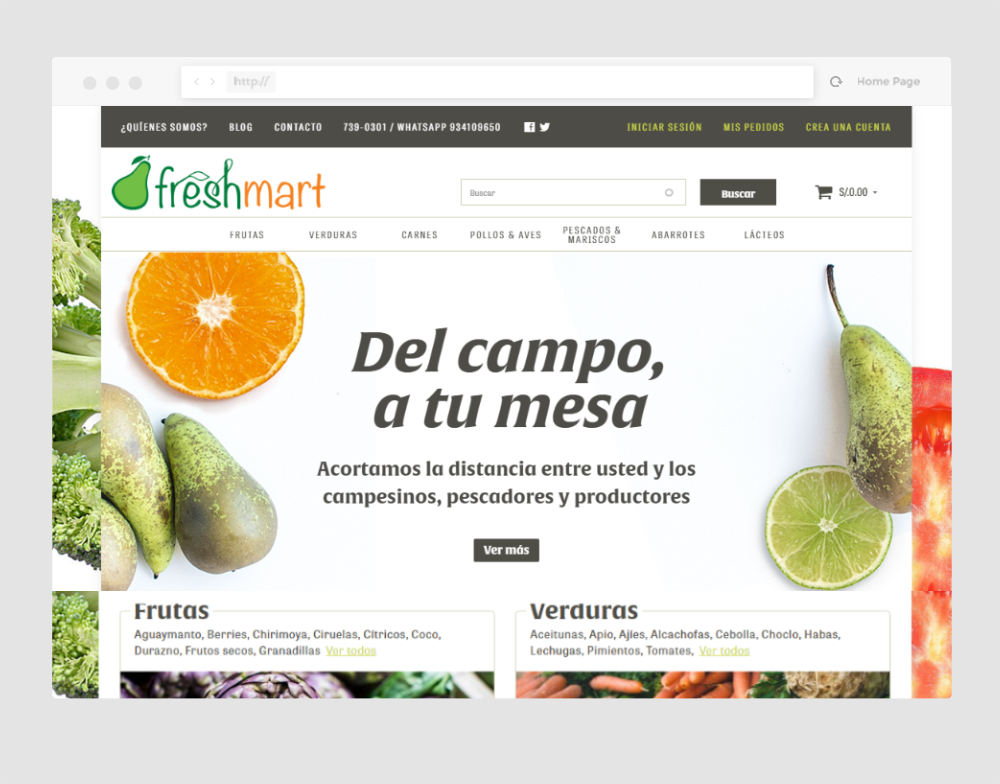 http://
Home Page
¿QUÍENES SOMOS? BLOG CONTACTO 739-0301 / WHATSAPP 934109650 INICIAR SESIÓN MIS PEDIDOS CREA UNA CUENTA
freshmart
Buscar
Buscar
S/.0.00
FRUTAS VERDURAS CARNES POLLOS & AVES PESCADOS & MARISCOS ABARROTES LÁCTEOS
Del campo,
a tu mesa
Acortamos la distancia entre usted y los
campesinos, pescadores y productores
Ver más
Frutas
Aguaymanto, Berries, Chirimoya, Ciruelas, Cítricos, Coco,
Durazno, Frutos secos, Granadillas Ver todos
Verduras
Aceitunas, Apio, Ajíes, Alcachofas, Cebolla, Choclo, Habas,
Lechugas, Pimientos, Tomates, Ver todos